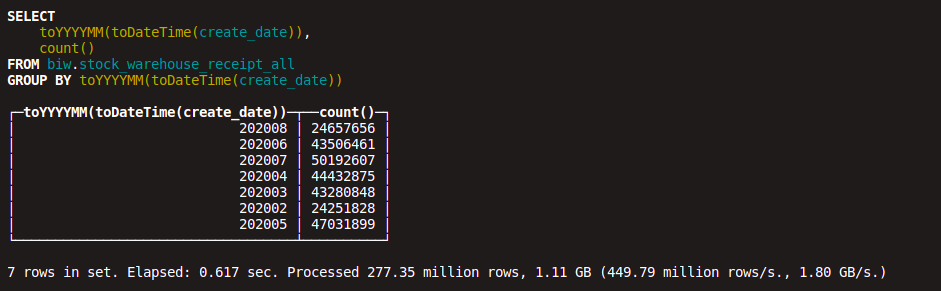 SELECT
    toYYYYMM(toDateTime(create_date)),
    count()
FROM biw.stock_warehouse_receipt_all
GROUP BY toYYYYMM(toDateTime(create_date))
┌─toYYYYMM(toDateTime(create_date))─┬──count()─┐
│                            202008 │ 24657656 │
│                            202006 │ 43506461 │
│                            202007 │ 50192607 │
│                            202004 │ 44432875 │
│                            202003 │ 43280848 │
│                            202002 │ 24251828 │
│                            202005 │ 47031899 │
└───────────────────────────────────┴──────────┘
7 rows in set. Elapsed: 0.617 sec. Processed 277.35 million rows, 1.11 GB (449.79 million rows/s., 1.80 GB/s.)